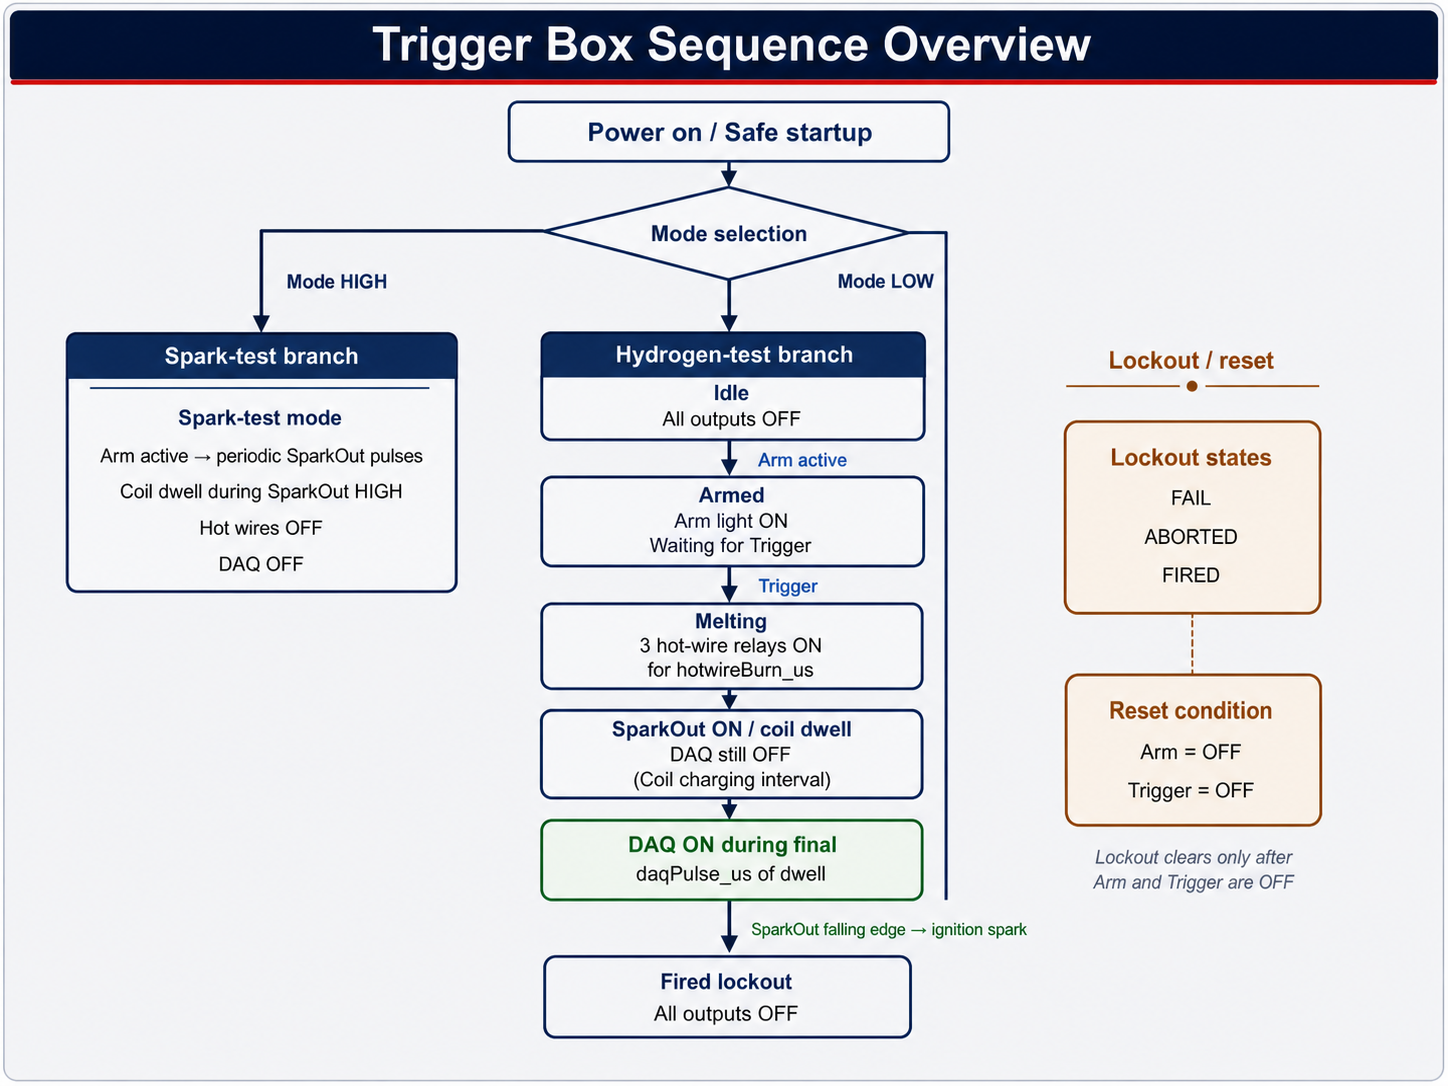 Trigger Box Sequence Overview
Power on / Safe startup
Mode selection
Mode HIGH
Mode LOW
Spark-test branch
Spark-test mode
Arm active → periodic SparkOut pulses
Coil dwell during SparkOut HIGH
Hot wires OFF
DAQ OFF
Hydrogen-test branch
Idle
All outputs OFF
Arm active
Armed
Arm light ON
Waiting for Trigger
Trigger
Melting
3 hot-wire relays ON
for hotwireBurn_us
SparkOut ON / coil dwell
DAQ still OFF
(Coil charging interval)
DAQ ON during final
daqPulse_us of dwell
SparkOut falling edge → ignition spark
Fired lockout
All outputs OFF
Lockout / reset
Lockout states
FAIL
ABORTED
FIRED
Reset condition
Arm = OFF
Trigger = OFF
Lockout clears only after
Arm and Trigger are OFF